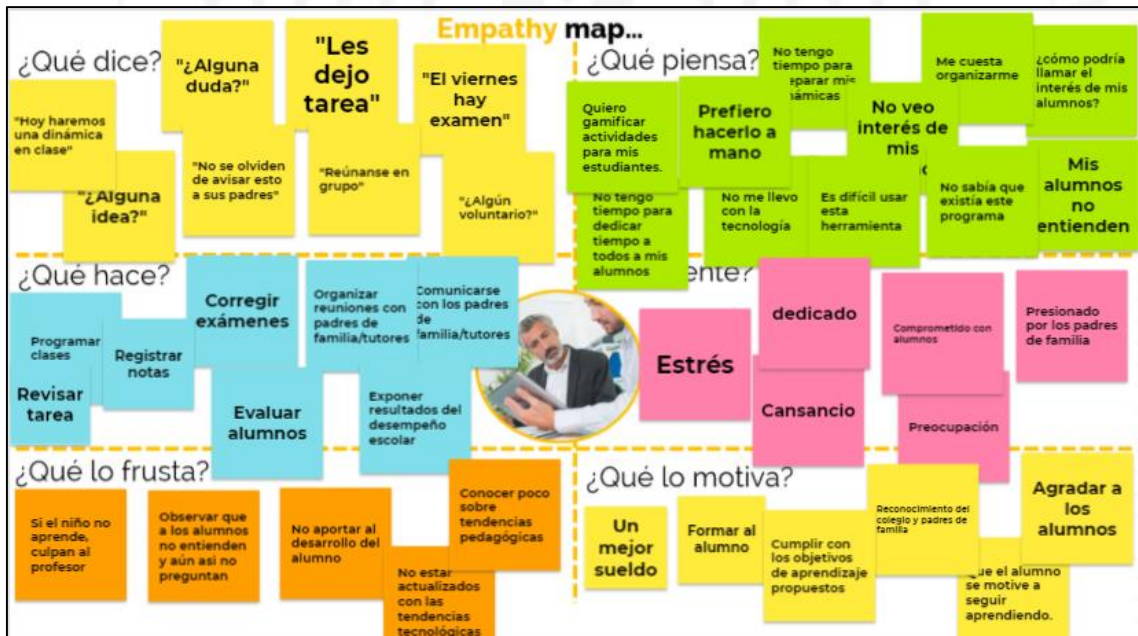 Empathy map...
¿Qué dice?
"Hoy haremos
una dinámica
en clase"
"¿Alguna
duda?"
"Les
dejo
tarea"
"El viernes
hay
examen"
"¿Alguna
idea?"
"No se olviden
de avisar esto
a sus padres"
"Reúnanse en
grupo"
"¿Algún
voluntario?"
¿Qué piensa?
Quiero
gamificar
actividades
para mis
estudiantes.
Prefiero
hacerlo a
mano
No tengo
tiempo para
dinámicas
No veo
interés de
mis
Me cuesta
organizarme
¿cómo podría
llamar el
interés de mis
alumnos?
No tengo
tiempo para
dedicar
tiempo a
todos a mis
alumnos
No me llevo
con la
tecnología
Es difícil usar
esta
herramienta
No sabía que
existía este
programa
Mis
alumnos
no
entienden
¿Qué hace?
Programar
clases
Revisar
tarea
Registrar
notas
Corregir
exámenes
Organizar
reuniones con
padres de
familia/tutores
Comunicarse
con los padres
de
familia/tutores
Evaluar
alumnos
Exponer
resultados del
desempeño
escolar
Estrés
dedicado
Cansancio
Comprometido con
alumnos
Preocupación
Presionado
por los padres
de familia
¿Qué lo frusta?
Si el niño no
aprende,
culpan al
profesor
Observar que
a los alumnos
no entienden
y aún asi no
preguntan
No aportar al
desarrollo del
alumno
No estar
actualizados
con las
tendencias
tecnológicas
Conocer poco
sobre
tendencias
pedagógicas
¿Qué lo motiva?
Un
mejor
sueldo
Formar al
alumno
Cumplir con
los objetivos
de aprendizaje
propuestos
Reconocimiento del
colegio y padres de
familia
Que el alumno
se motive a
seguir
aprendiendo.
Agradar a
los
alumnos